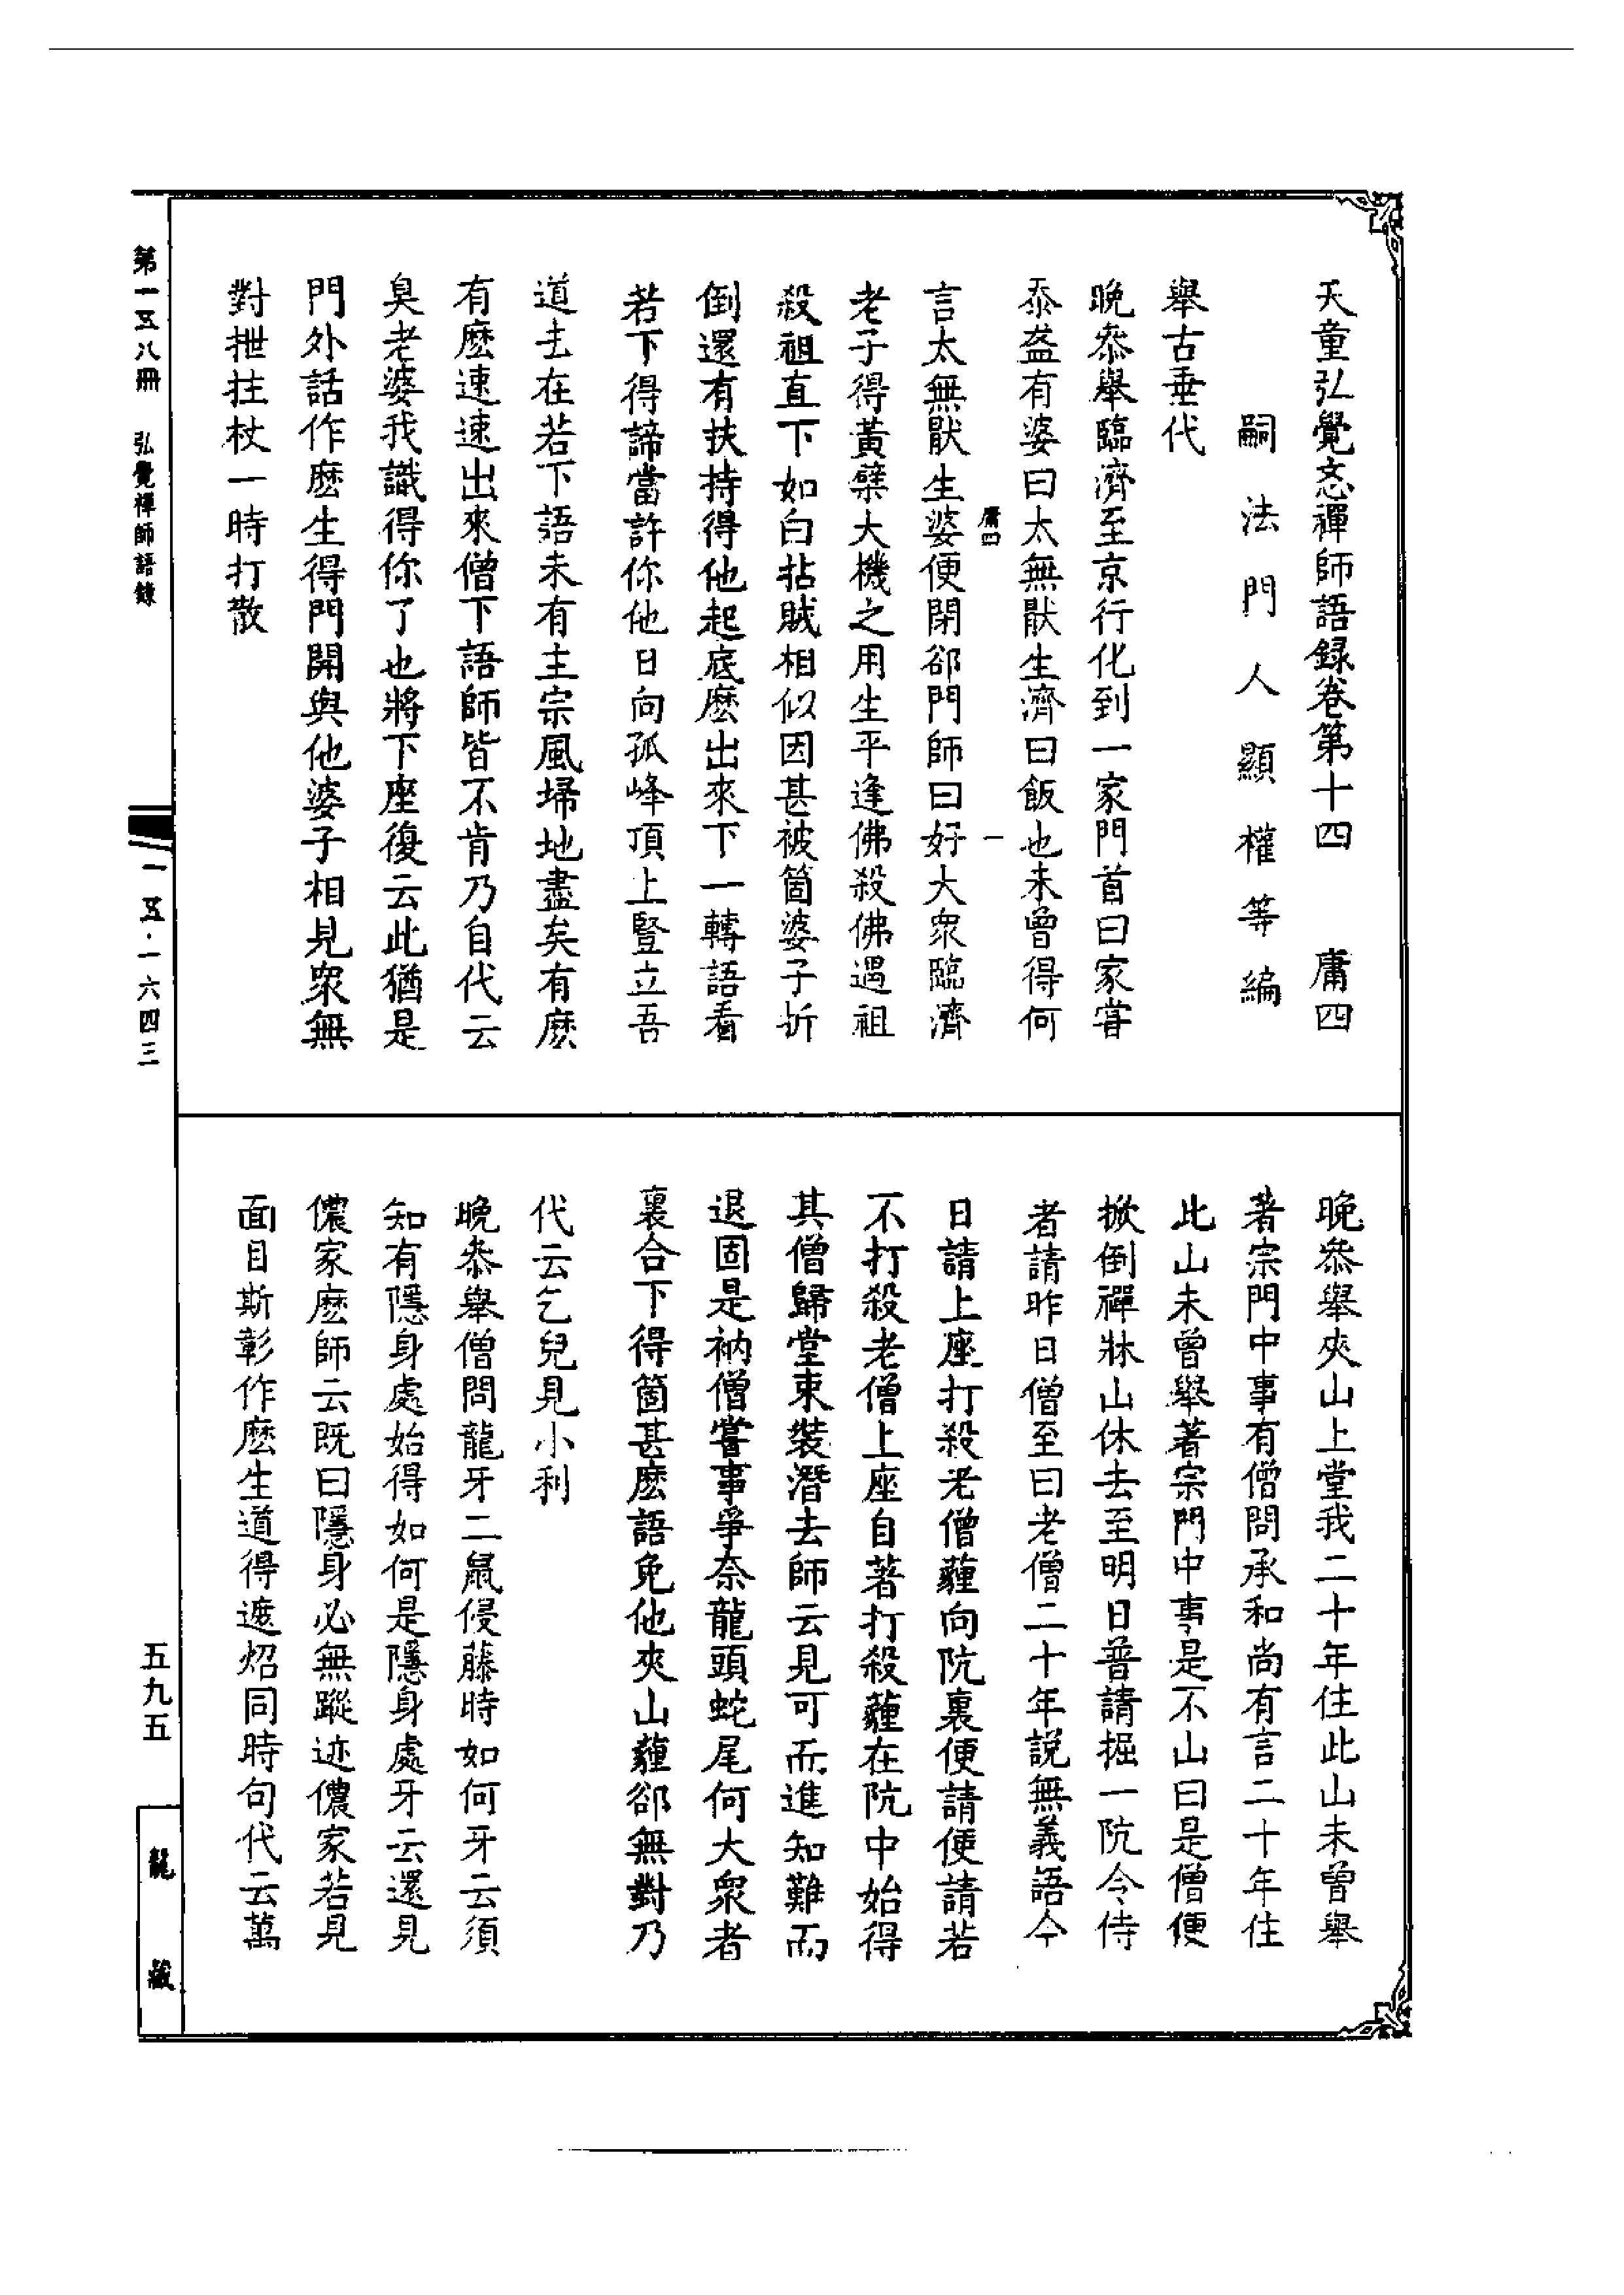 天童弘覺忞禪師語録卷第十四　庸四
嗣法門人顯權等編
舉古垂代
晚叅舉臨濟至京行化到一家門首曰家甞
添盋有婆曰太無猒生濟曰飯也未曾得何
庸四　一
言太無猒生婆便閉郤門師曰好大衆臨濟
老子得黃檗大機之用生平逢佛殺佛遇祖
殺祖直下如白拈賊相似因甚被箇婆子折
倒還有扶持得他起底麽出來下一轉語看
若下得諦當許你他日向孤峰頂上豎立吾
道去在若下語未有主宗風埽地盡矣有麽
有麽速速出來僧下語師皆不肯乃自代云
臭老婆我識得你了也將下座復云此猶是
門外話作麽生得門開與他婆子相見衆無
對抴拄杖一時打散
晚叅舉夾山上堂我二十年住此山未曾舉
著宗門中事有僧問承和尚有言二十年住
此山未曾舉著宗門中事是不山曰是僧便
掀倒禪牀山休去至明日普請掘一阬令侍
者請昨日僧至曰老僧二十年説無義語今
日請上座打殺老僧薶向阬裏便請便請若
不打殺老僧上座自著打殺薶在阬中始得
其僧歸堂束裝潛去師云見可而進知難而
退固是衲僧甞事爭奈龍頭蛇尾何大衆者
裏合下得箇甚麽語免他夾山薶郤無對乃
代云乞兒見小利
晚叅舉僧問龍牙二鼠侵藤時如何牙云須
知有隱身處始得如何是隱身處牙云還見
儂家麽師云既曰隱身必無蹤迹儂家若見
面目斯彰作麽生道得遮炤同時句代云萬
第一五八冊　弘覺禪師語錄
一五·一六四三
五九五
龍藏